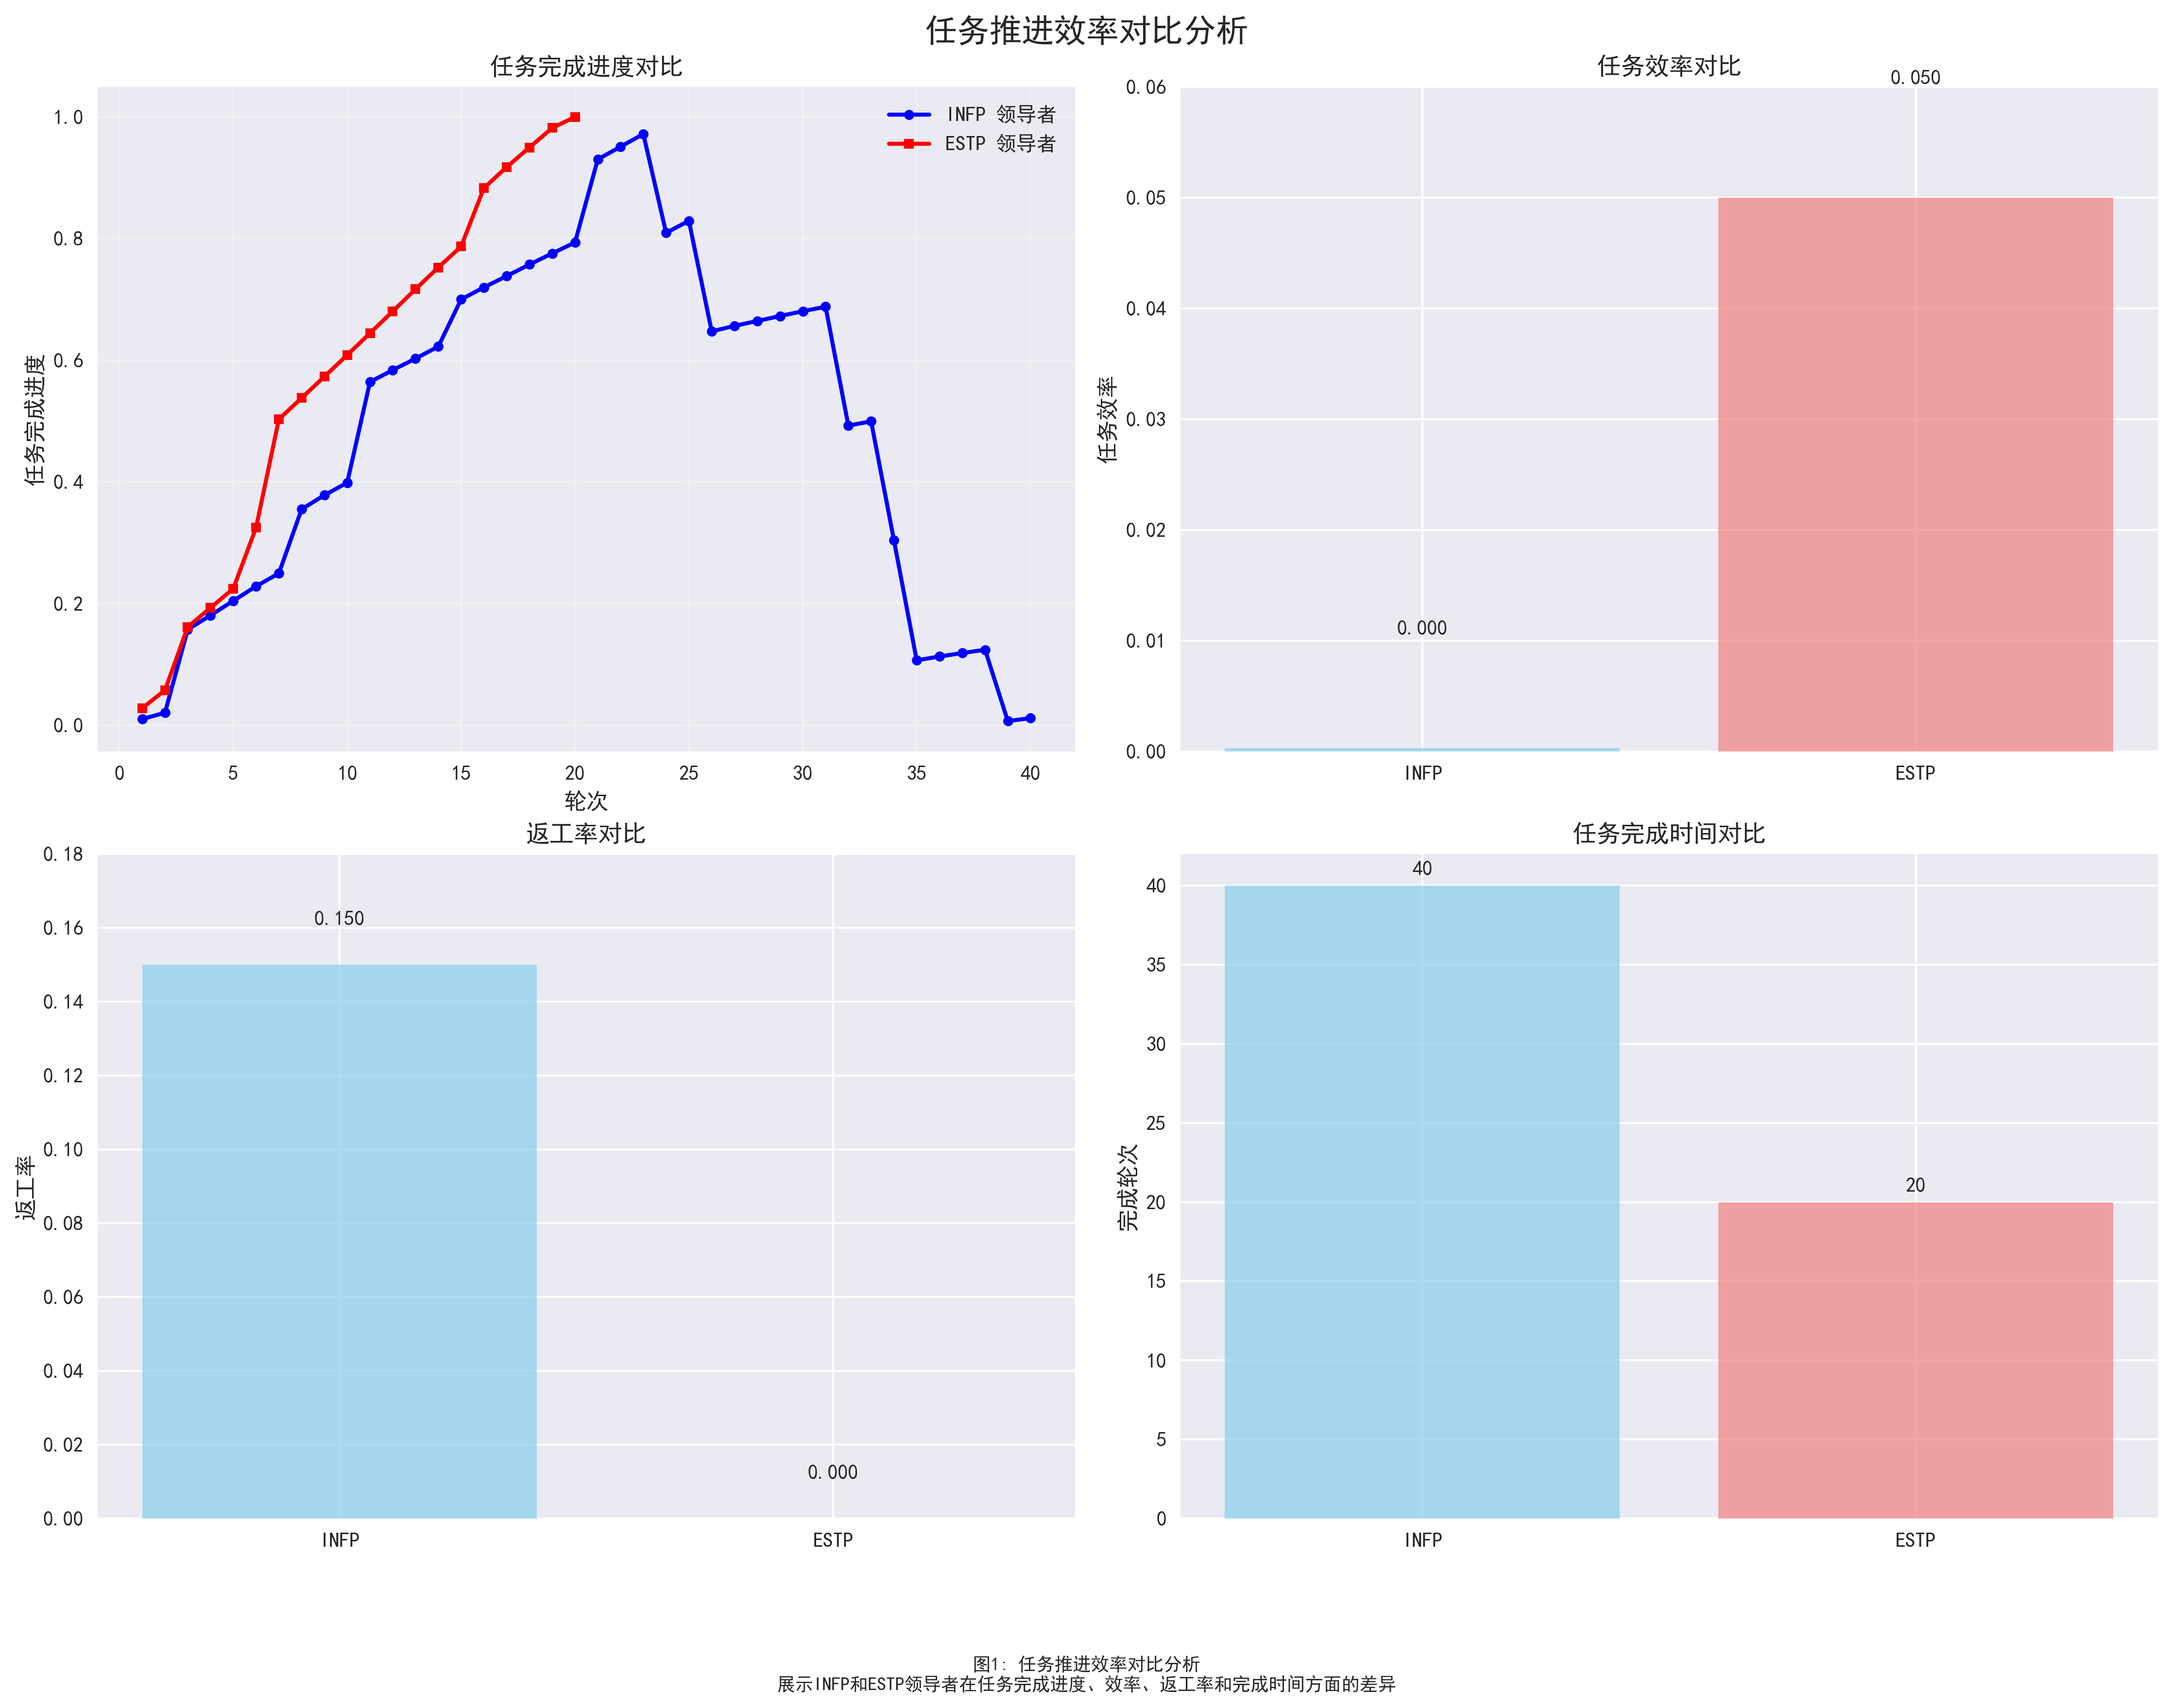 任务推进效率对比分析
任务完成进度对比
1.0
0.8
0.6
0.4
0.2
0.0
任务完成进度
INFP 领导者
ESTP 领导者
0 5 10 15 20 25 30 35 40
轮次
任务效率对比
0.050
0.06
0.05
0.04
0.03
0.02
0.01
0.00
任务效率
0.000
INFP ESTP
返工率对比
0.18
0.16
0.14
0.12
0.10
0.08
0.06
0.04
0.02
0.00
返工率
0.150
0.000
INFP ESTP
任务完成时间对比
40
40
35
30
25
20
15
10
5
0
完成轮次
20
INFP ESTP
图1: 任务推进效率对比分析
展示INFP和ESTP领导者在任务完成进度、效率、返工率和完成时间方面的差异